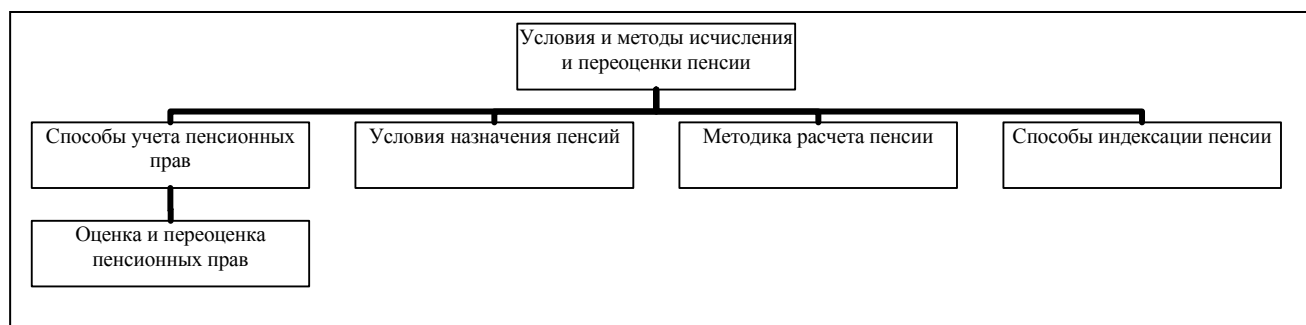 Условия и методы исчисления
и переоценки пенсии
Способы учета пенсионных
прав
Условия назначения пенсий
Методика расчета пенсии
Способы индексации пенсии
Оценка и переоценка
пенсионных прав